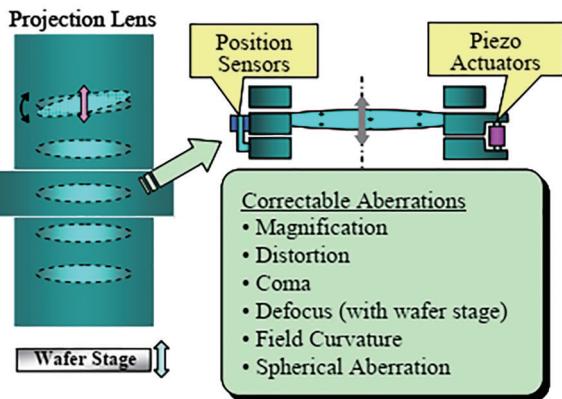 Projection Lens
Position
Sensors
Piezo
Actuators
Correctable Aberrations
• Magnification
• Distortion
• Coma
• Defocus (with wafer stage)
• Field Curvature
• Spherical Aberration
Wafer Stage